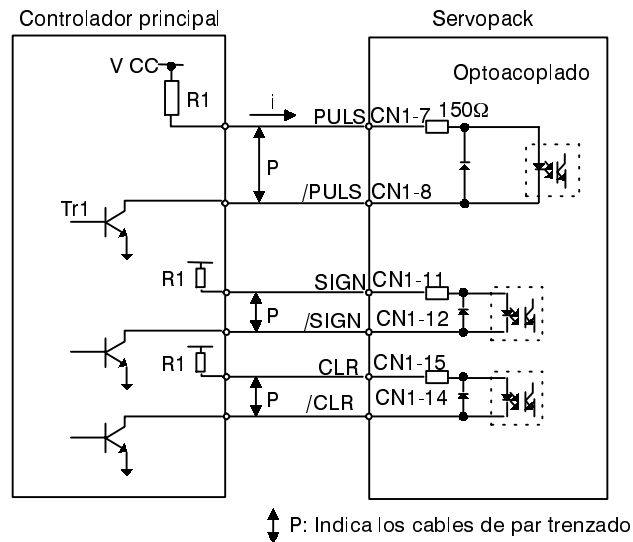 Controlador principal
Servopack
V CC
R1
i
PULS
CN1-7
150Ω
Optoacoplado
P
/PULS
CN1-8
Tr1
R1
SIGN
CN1-11
P
/SIGN
CN1-12
R1
CLR
CN1-15
P
/CLR
CN1-14
P: Indica los cables de par trenzado